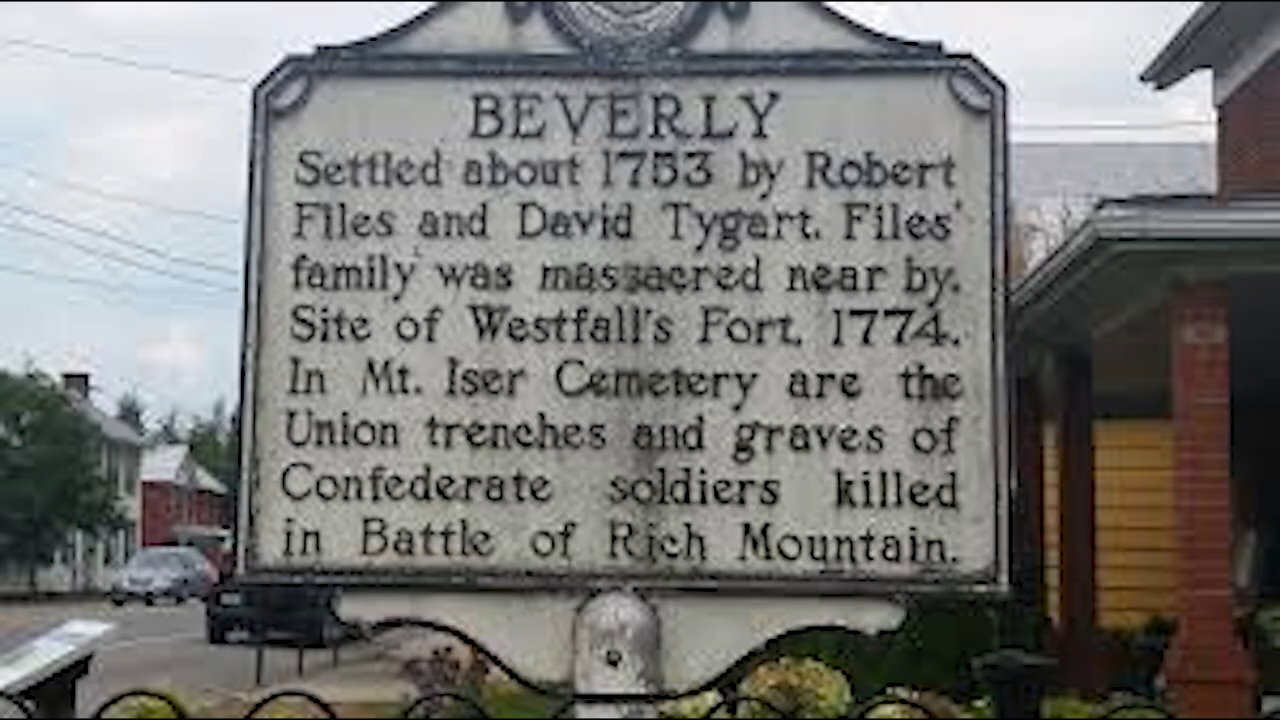 BEVERLY
Settled about 1753 by Robert
Files and David Tygart. Files'
family was massacred near by.
Site of Westfall's Fort, 1774.
In Mt. Iser Cemetery are the
Union trenches and graves of
Confederate soldiers killed
in Battle of Rich Mountain.